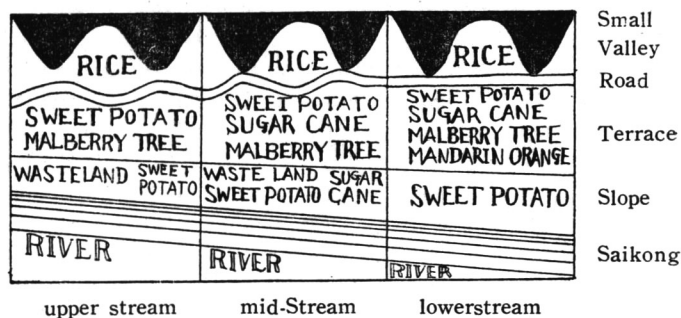 RICE
RICE
RICE
Small
Valley
Road
SWEET POTATO
MALBERRY TREE
SWEET POTATO
SUGAR CANE
MALBERRY TREE
SWEET POTATO
SUGAR CANE
MALBERRY TREE
MANDARIN ORANGE
Terrace
WASTELAND SWEET
POTATO
WASTE LAND SUGAR
SWEET POTATO CANE
SWEET POTATO
Slope
RIVER
RIVER
RIVER
Saikong
upper stream mid-Stream lowerstream